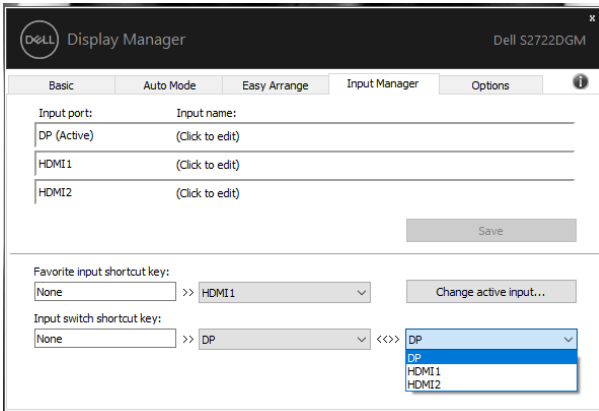 x
DELL Display Manager Dell S2722DGM
Basic Auto Mode Easy Arrange Input Manager Options i
Input port: Input name:
DP (Active) (Click to edit)
HDMI1 (Click to edit)
HDMI2 (Click to edit)
Save
Favorite input shortcut key:
None >> HDMI1 Change active input...
Input switch shortcut key:
None >> DP <<>> DP
DP
HDMI1
HDMI2